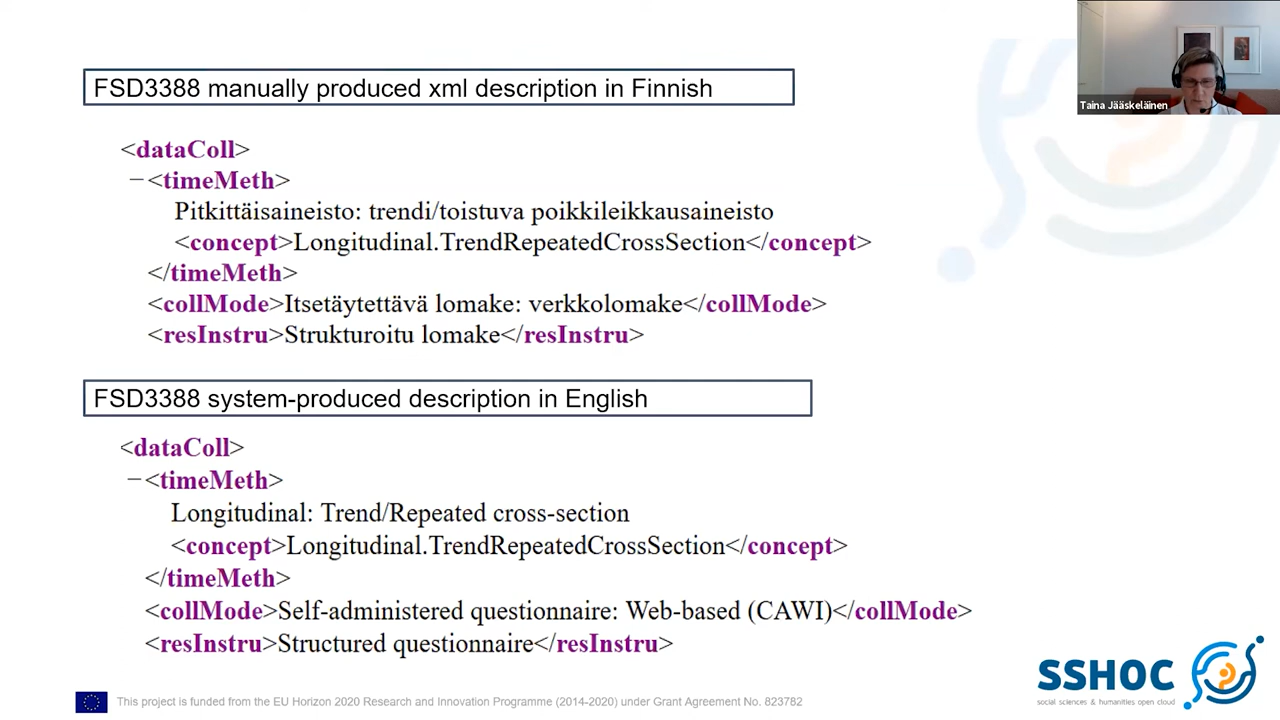 Taina Jääskeläinen
FSD3388 manually produced xml description in Finnish
<dataColl>
−<timeMeth>
Pitkittäisaineisto: trendi/toistuva poikkileikkausaineisto
<concept>Longitudinal.TrendRepeatedCrossSection</concept>
</timeMeth>
<collMode>Itsetäytettävä lomake: verkkolomake</collMode>
<resInstru>Strukturoitu lomake</resInstru>
FSD3388 system-produced description in English
<dataColl>
−<timeMeth>
Longitudinal: Trend/Repeated cross-section
<concept>Longitudinal.TrendRepeatedCrossSection</concept>
</timeMeth>
<collMode>Self-administered questionnaire: Web-based (CAWI)</collMode>
<resInstru>Structured questionnaire</resInstru>
SSHOC
social sciences & humanities open cloud
This project is funded from the EU Horizon 2020 Research and Innovation Programme (2014-2020) under Grant Agreement No. 823782